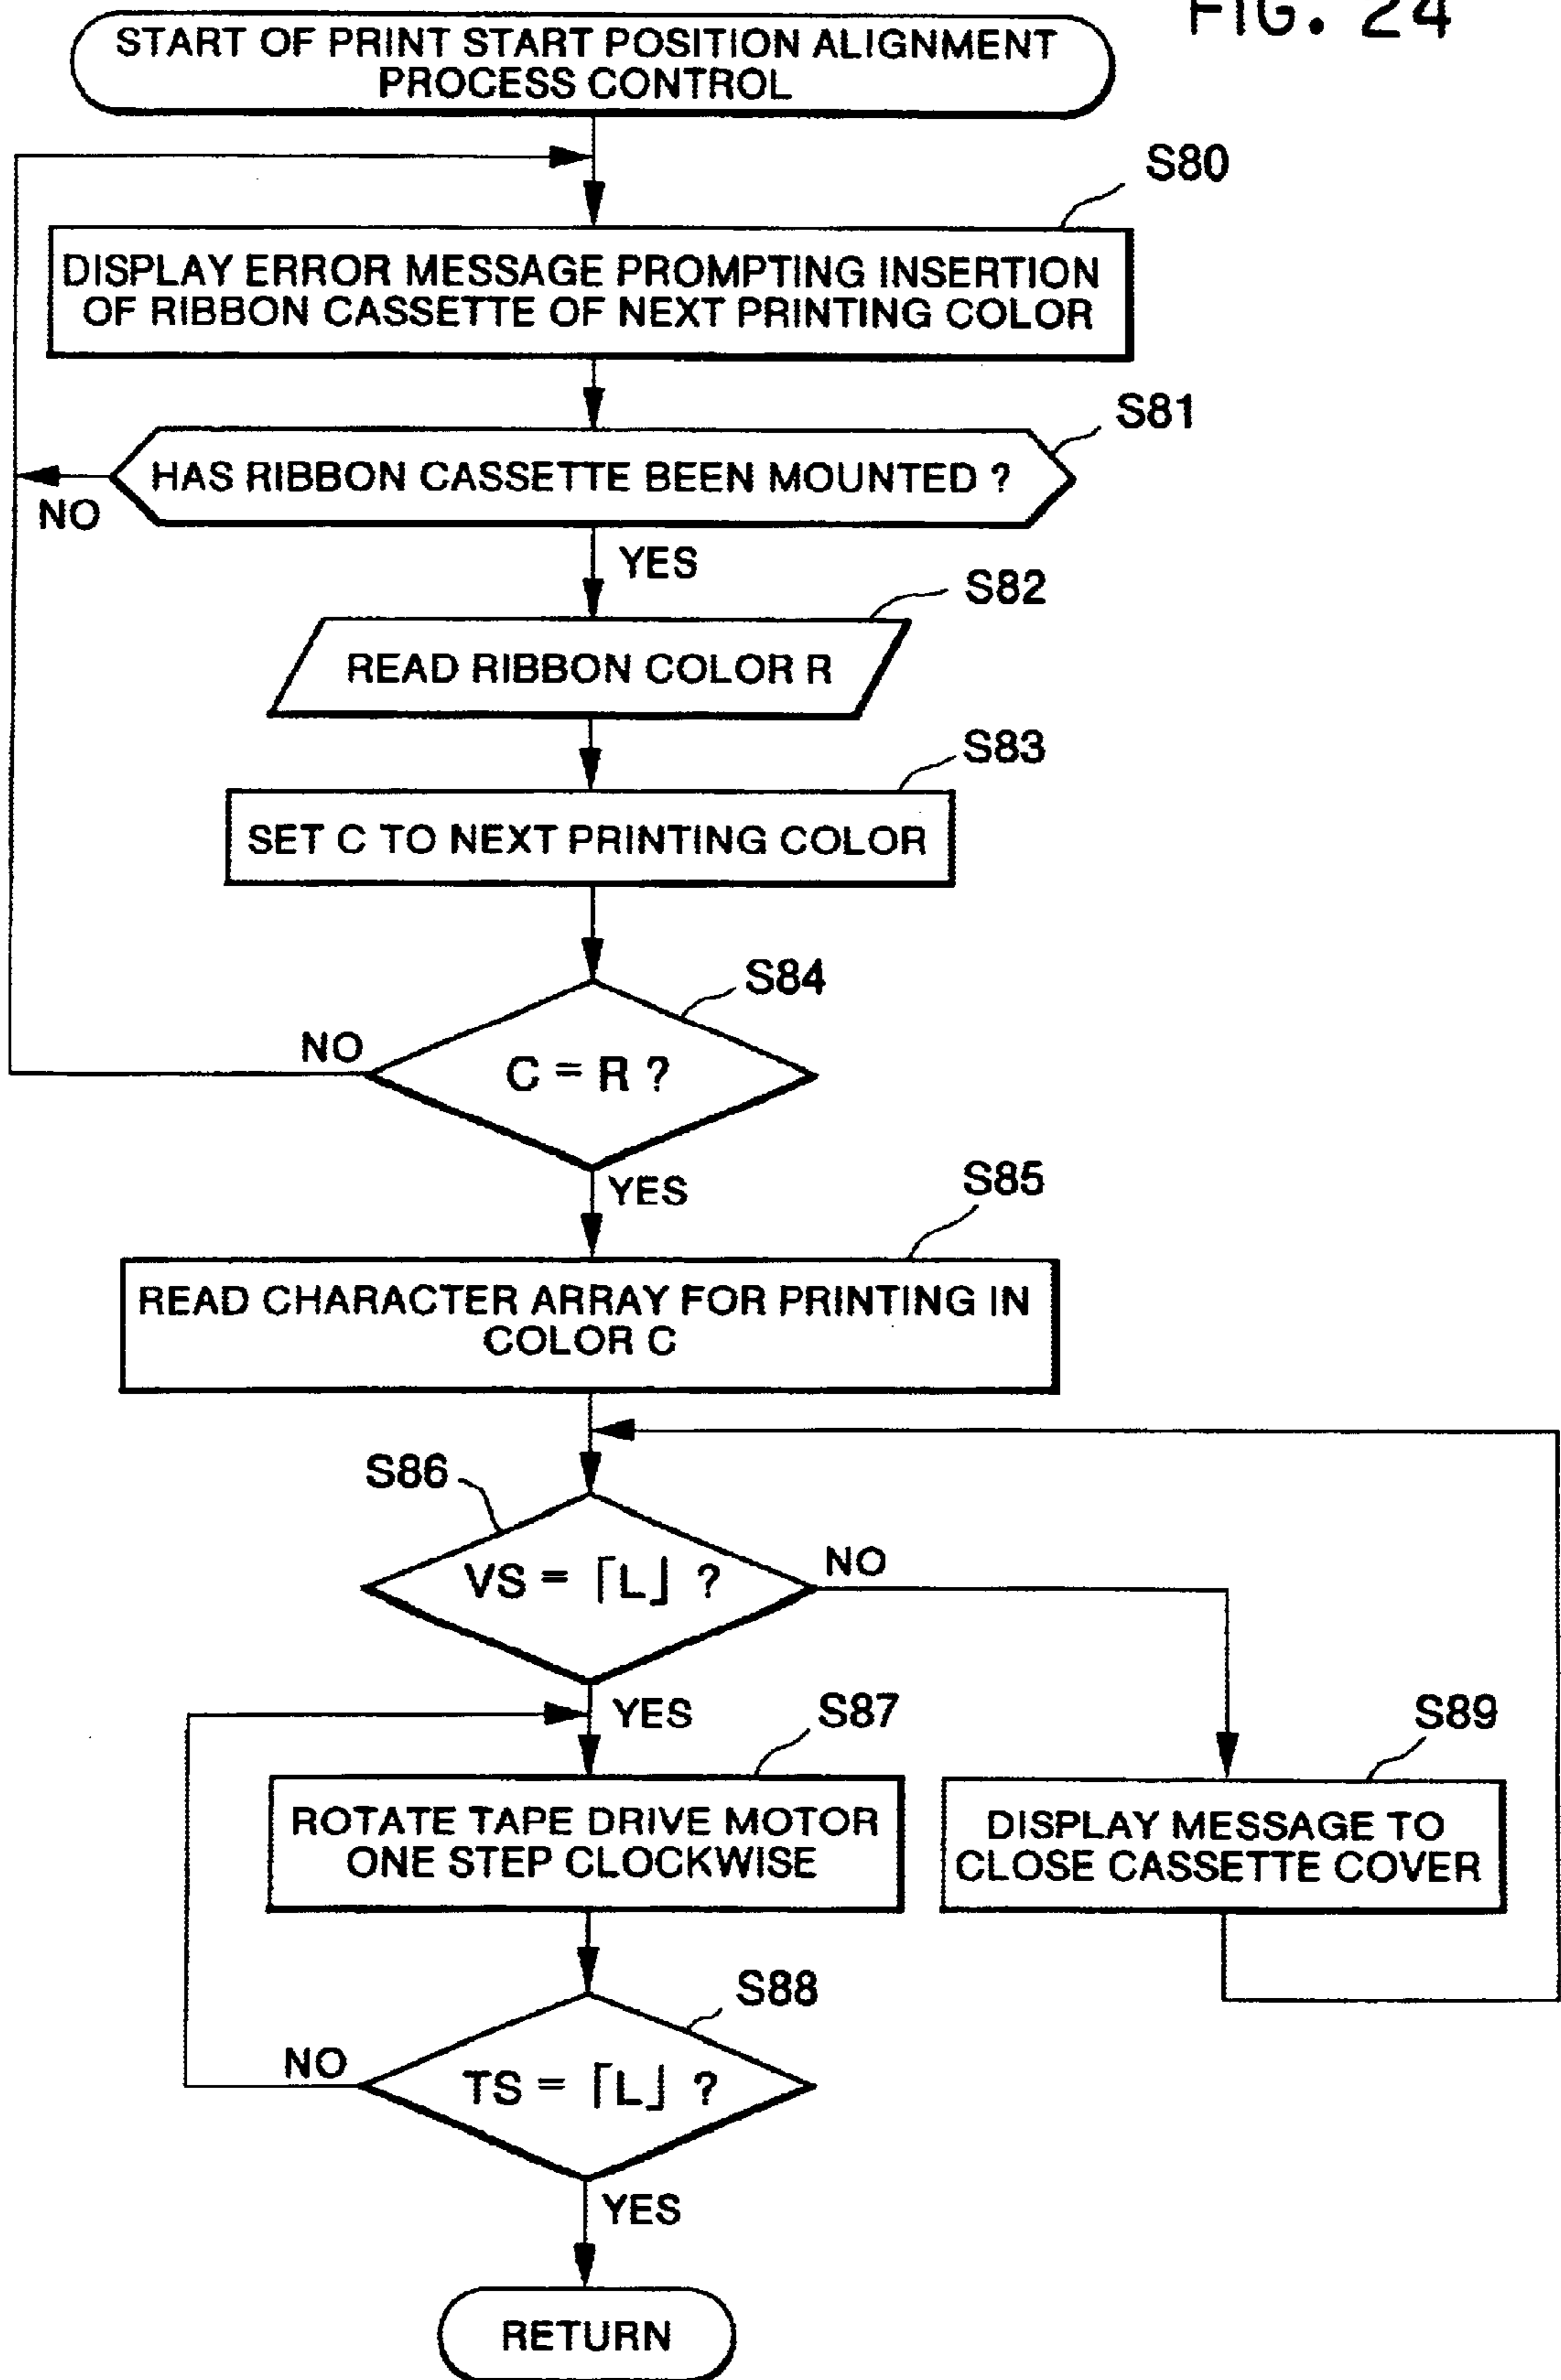 FIG. 24
START OF PRINT START POSITION ALIGNMENT
PROCESS CONTROL
S80
DISPLAY ERROR MESSAGE PROMPTING INSERTION
OF RIBBON CASSETTE OF NEXT PRINTING COLOR
S81
HAS RIBBON CASSETTE BEEN MOUNTED ?
NO
YES
S82
READ RIBBON COLOR R
S83
SET C TO NEXT PRINTING COLOR
S84
NO
C = R ?
YES
S85
READ CHARACTER ARRAY FOR PRINTING IN
COLOR C
S86
VS = ⌈L⌋ ?
NO
YES
S87
ROTATE TAPE DRIVE MOTOR
ONE STEP CLOCKWISE
S89
DISPLAY MESSAGE TO
CLOSE CASSETTE COVER
S88
NO
TS = ⌈L⌋ ?
YES
RETURN